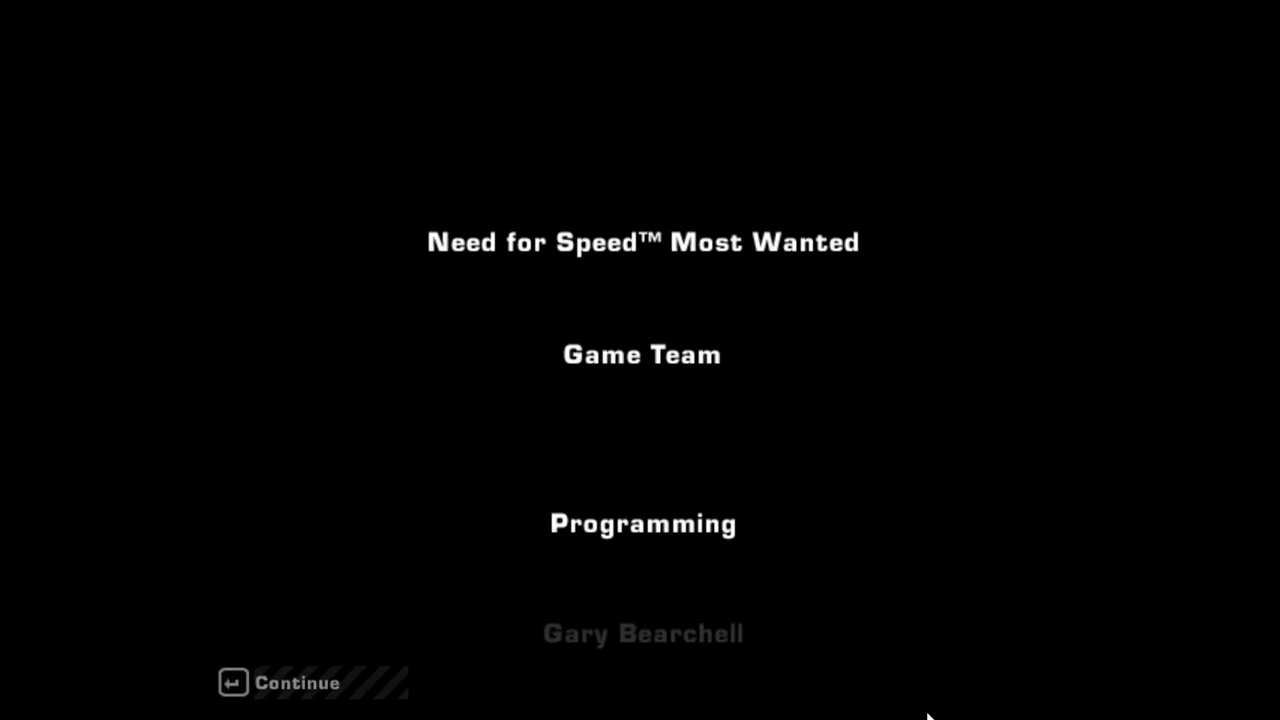 Need for Speed™ Most Wanted
Game Team
Programming
Gary Bearchell
Continue